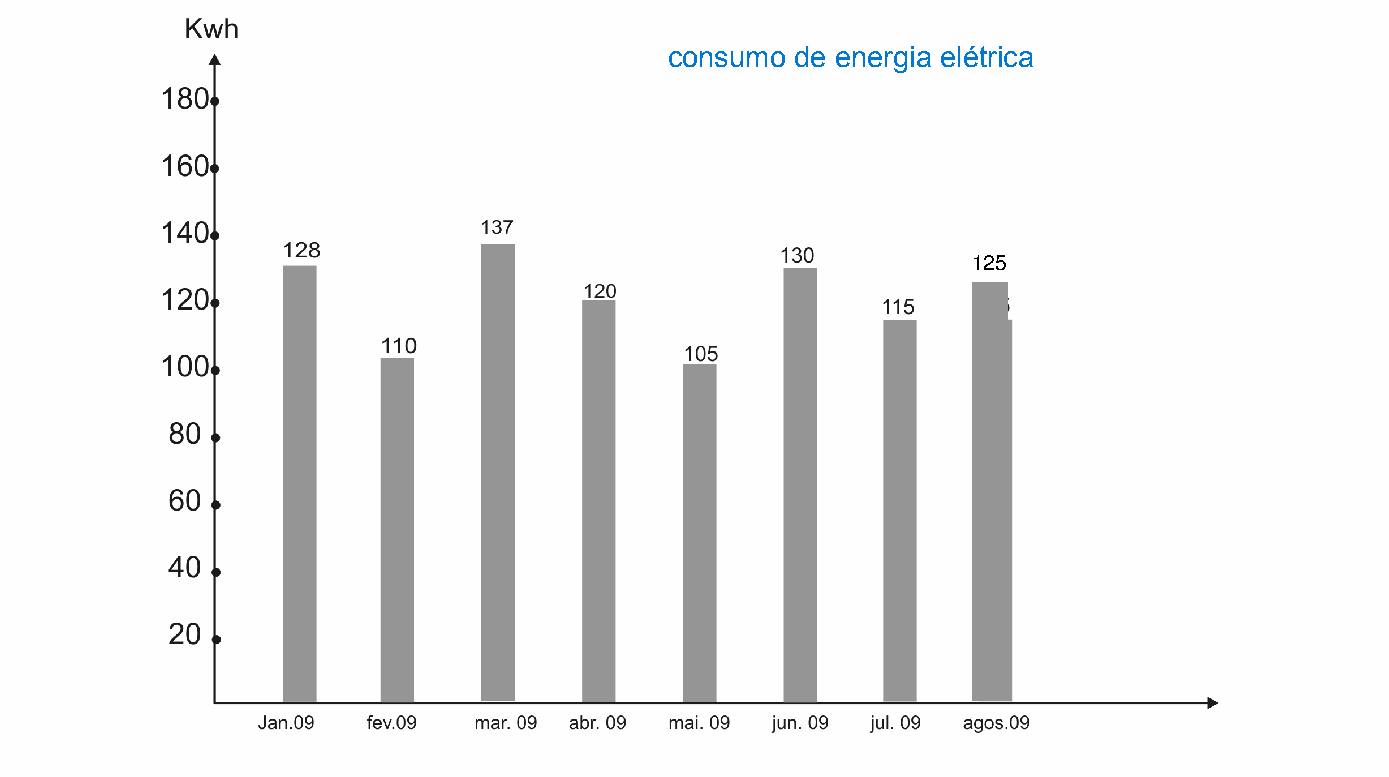 Kwh
consumo de energia elétrica
180
160
140
120
100
80
60
40
20
128
110
137
120
105
130
115
125
Jan.09
fev.09
mar. 09
abr. 09
mai. 09
jun. 09
jul. 09
agos.09